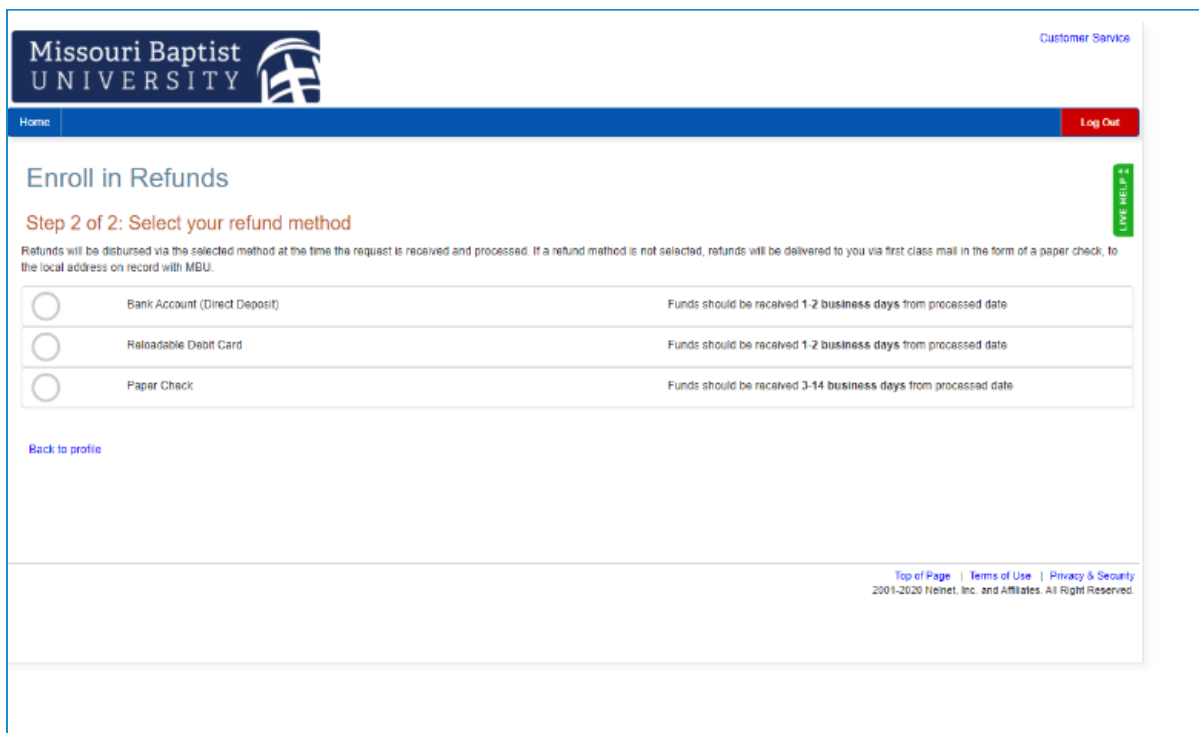 Missouri Baptist
UNIVERSITY
Customer Service
Home
Log Out
Enroll in Refunds
LIVE HELP
Step 2 of 2: Select your refund method
Refunds will be disbursed via the selected method at the time the request is received and processed. If a refund method is not selected, refunds will be delivered to you via first class mail in the form of a paper check, to
the local address on record with MBU.
Bank Account (Direct Deposit) Funds should be received 1-2 business days from processed date
Reloadable Debit Card Funds should be received 1-2 business days from processed date
Paper Check Funds should be received 3-14 business days from processed date
Back to profile
Top of Page | Terms of Use | Privacy & Security
2001-2020 Nelnet, Inc. and Affiliates. All Right Reserved.